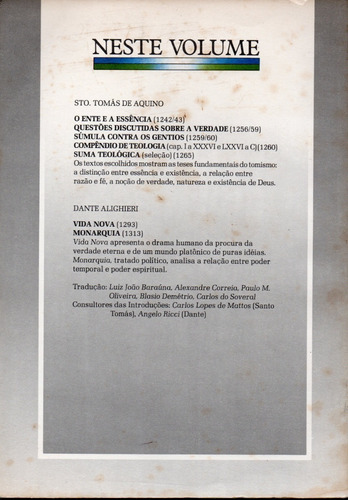 NESTE VOLUME
STO. TOMÁS DE AQUINO
O ENTE E A ESSÊNCIA (1242/43)
QUESTÕES DISCUTIDAS SOBRE A VERDADE (1256/59)
SÚMULA CONTRA OS GENTIOS (1259/60)
COMPÊNDIO DE TEOLOGIA (cap. I a XXXVI e LXXVI a C)(1260)
SUMA TEOLÓGICA (seleção) (1265)
Os textos escolhidos mostram as teses fundamentais do tomismo:
a distinção entre essência e existência, a relação entre
razão e fé, a noção de verdade, natureza e existência de Deus.
DANTE ALIGHIERI
VIDA NOVA (1293)
MONARQUIA (1313)
Vida Nova apresenta o drama humano da procura da
verdade eterna e de um mundo platônico de puras idéias.
Monarquia, tratado político, analisa a relação entre poder
temporal e poder espiritual.
Tradução: Luiz João Baraúna, Alexandre Correia, Paulo M.
Oliveira, Blasio Demétrio, Carlos do Soveral
Consultores das Introduções: Carlos Lopes de Mattos (Santo
Tomás), Angelo Ricci (Dante)